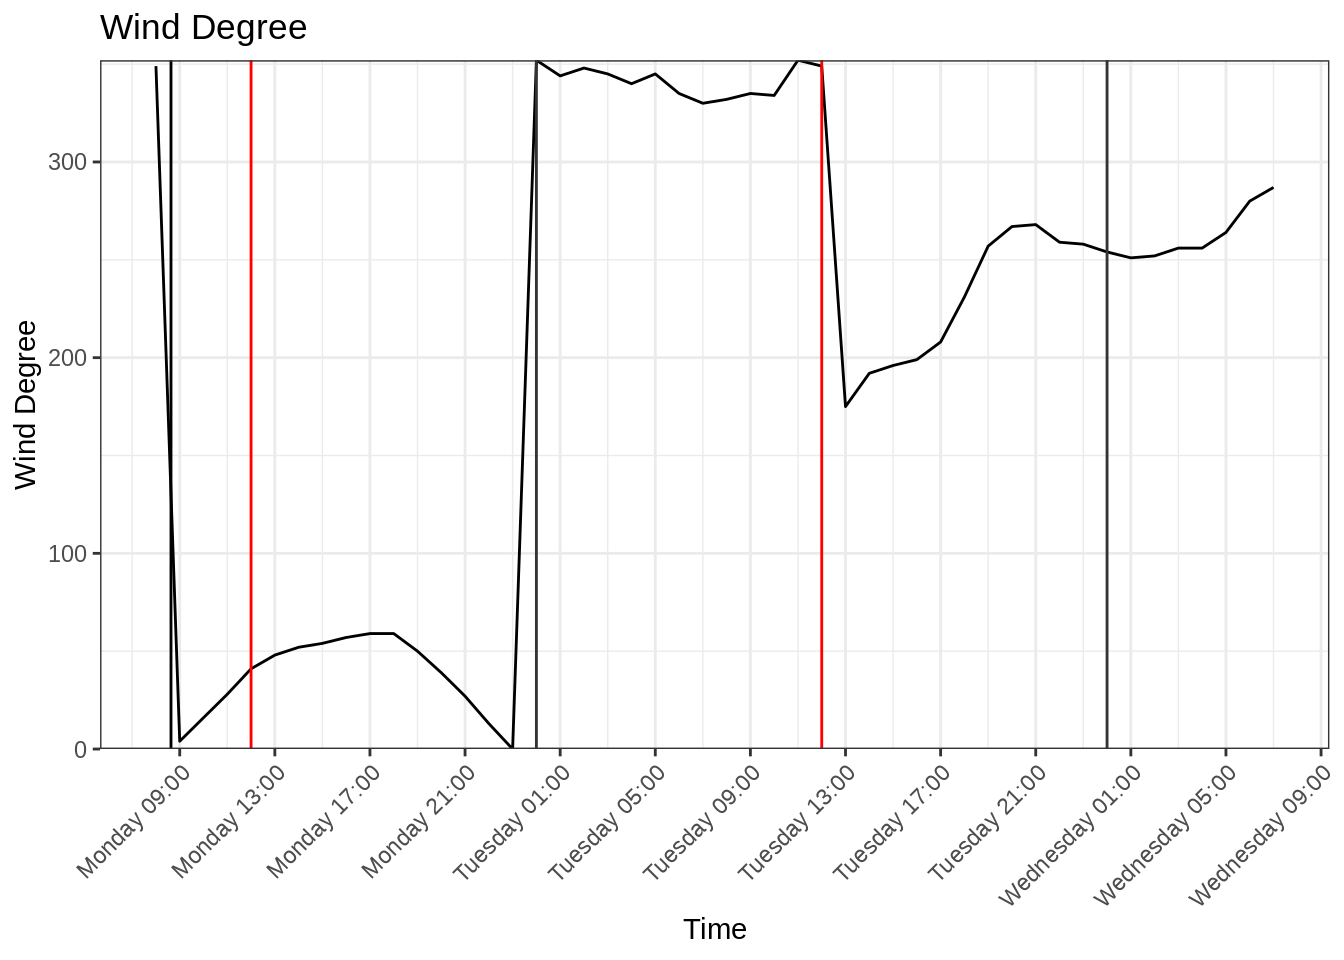 Wind Degree
Wind Degree
300
200
100
0
Monday 09:00
Monday 13:00
Monday 17:00
Monday 21:00
Tuesday 01:00
Tuesday 05:00
Tuesday 09:00
Tuesday 13:00
Tuesday 17:00
Tuesday 21:00
Wednesday 01:00
Wednesday 05:00
Wednesday 09:00
Time